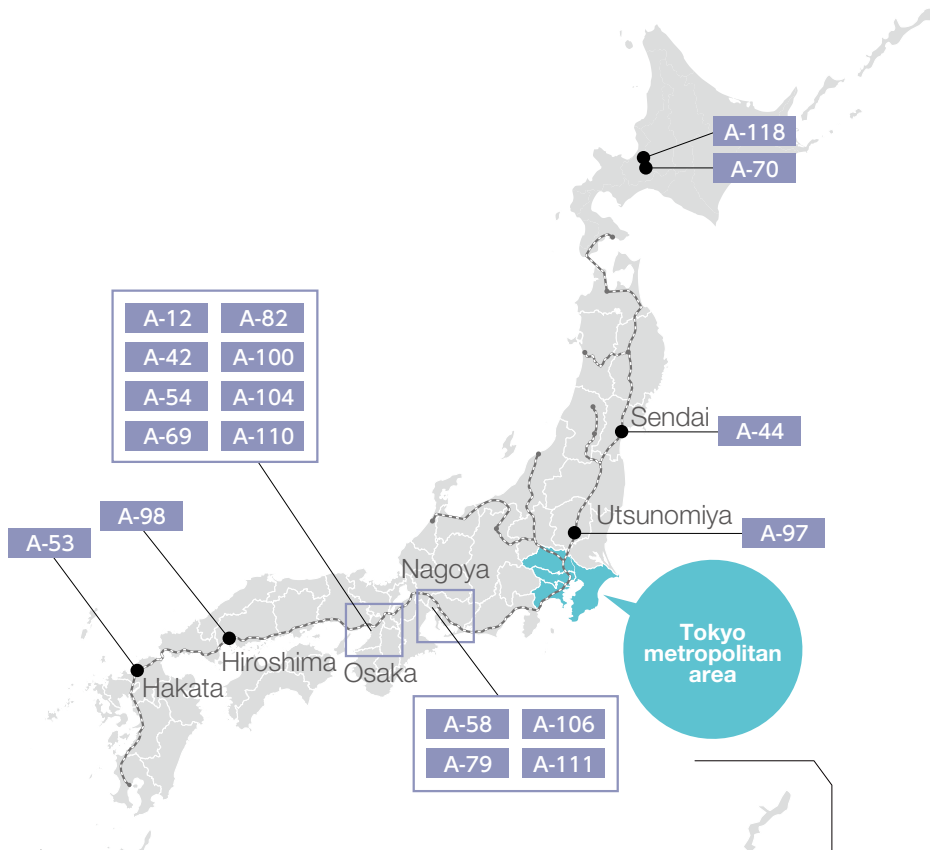 A-118
A-70
A-12
A-82
A-42
A-100
A-54
A-104
A-69
A-110
Sendai
A-44
A-98
Utsunomiya
A-97
A-53
Nagoya
Tokyo
metropolitan
area
Hiroshima
Osaka
Hakata
A-58
A-106
A-79
A-111